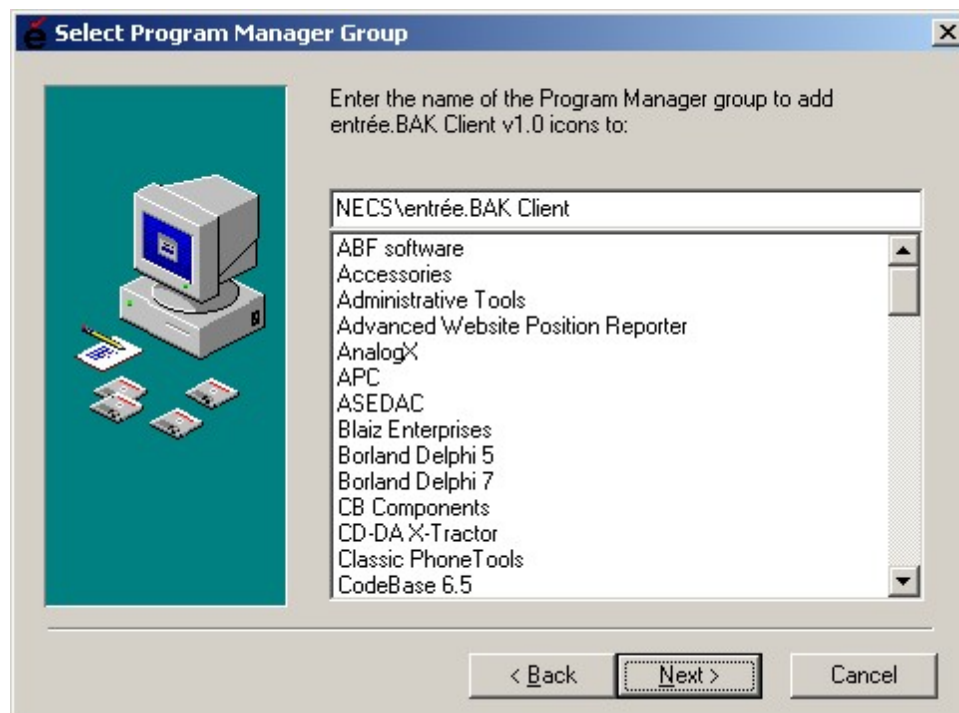 Select Program Manager Group
Enter the name of the Program Manager group to add
entrée.BAK Client v1.0 icons to:
NECS\entrée.BAK Client
ABF software
Accessories
Administrative Tools
Advanced Website Position Reporter
AnalogX
APC
ASEDAC
Blaiz Enterprises
Borland Delphi 5
Borland Delphi 7
CB Components
CD-DA X-Tractor
Classic PhoneTools
CodeBase 6.5
< Back
Next >
Cancel